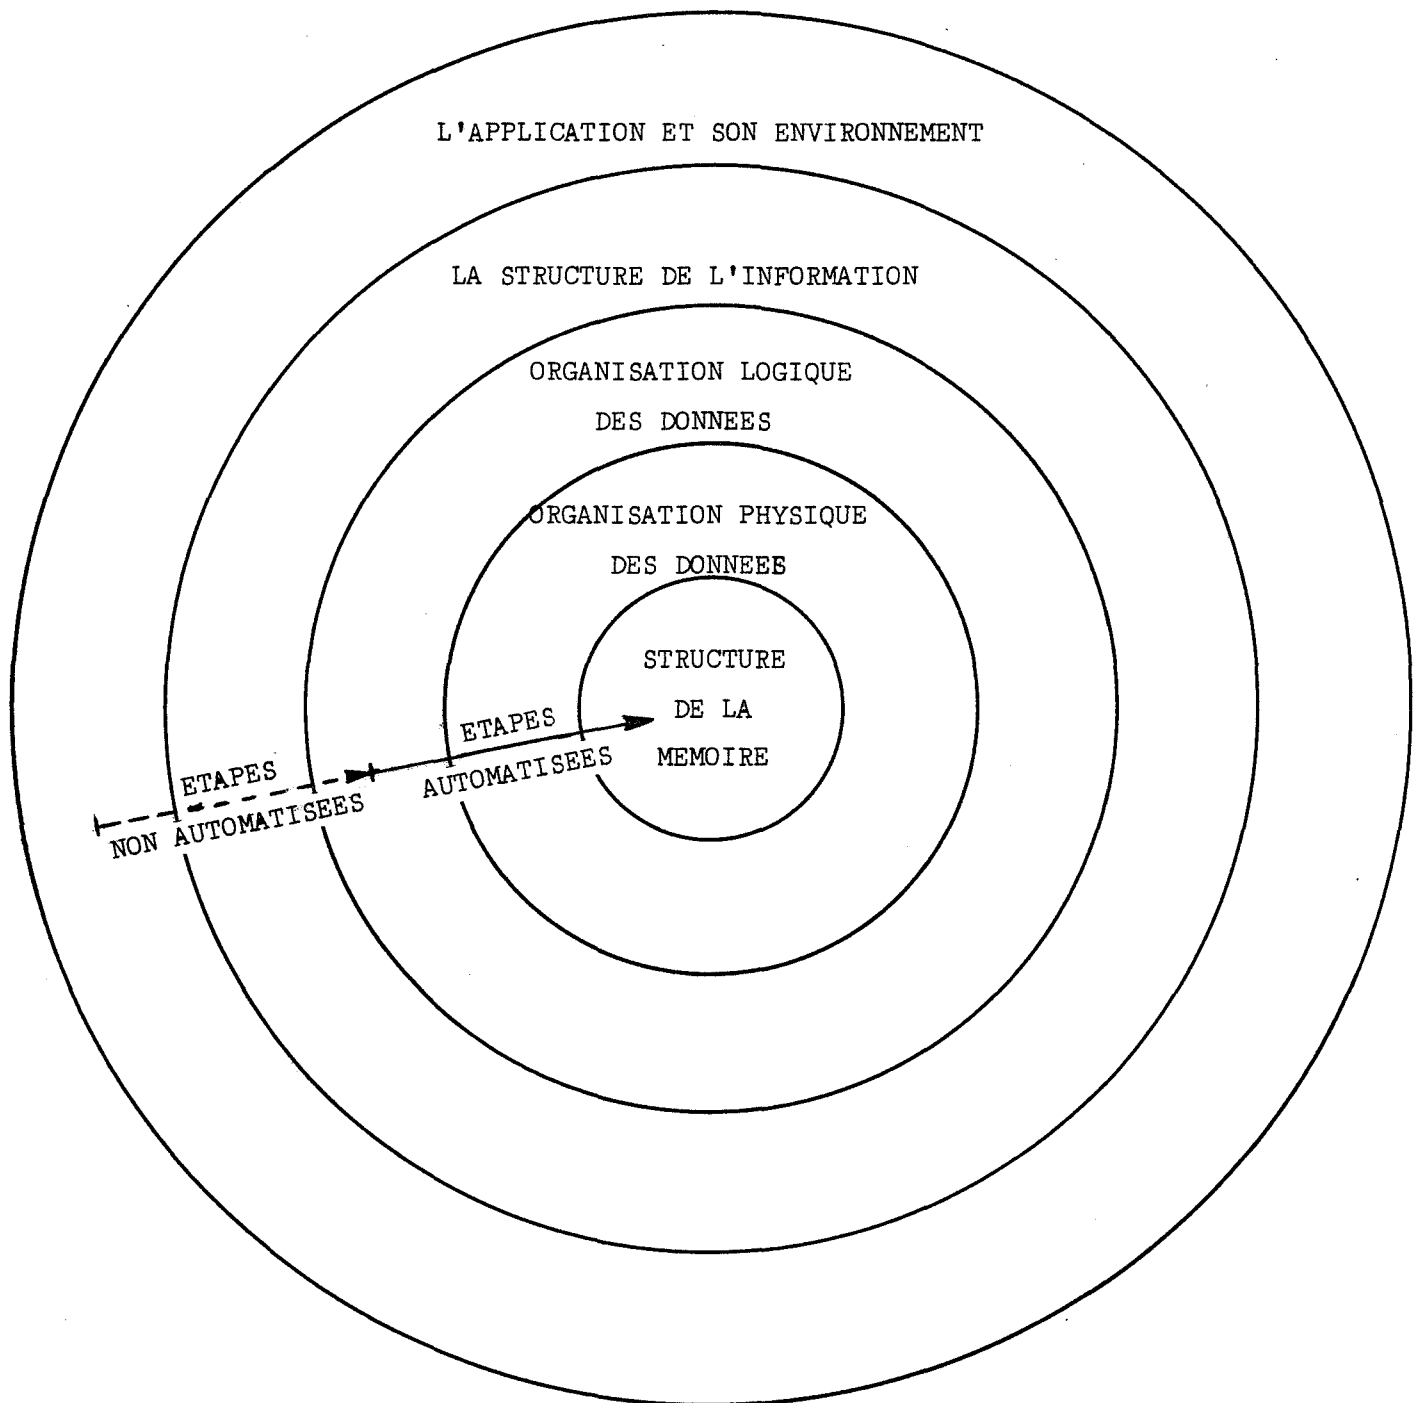 L'APPLICATION ET SON ENVIRONNEMENT
LA STRUCTURE DE L'INFORMATION
ORGANISATION LOGIQUE
DES DONNEES
ORGANISATION PHYSIQUE
DES DONNEES
STRUCTURE
DE LA
MEMOIRE
ETAPES
AUTOMATISEES
ETAPES
NON AUTOMATISEES